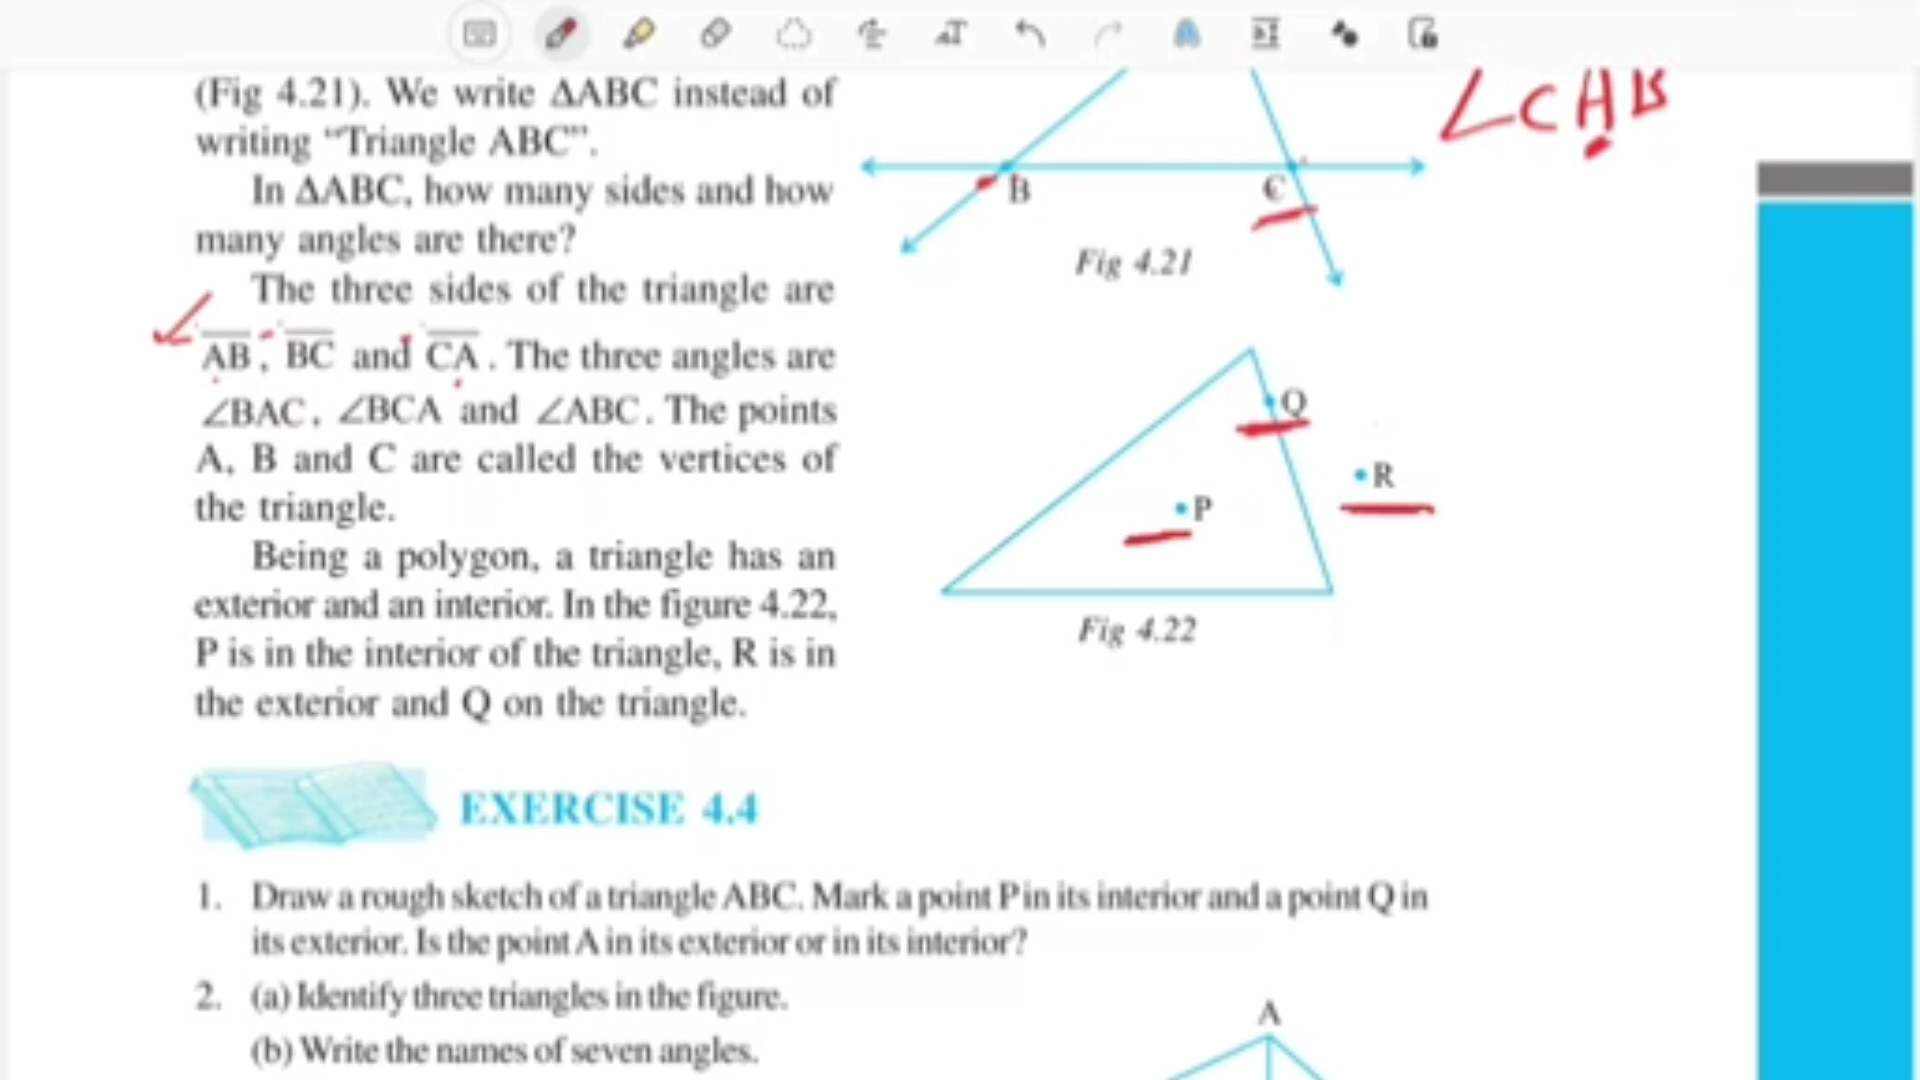 (Fig 4.21). We write ΔABC instead of
writing "Triangle ABC".
In ΔABC, how many sides and how
many angles are there?
The three sides of the triangle are
AB, BC and CA. The three angles are
∠BAC, ∠BCA and ∠ABC. The points
A, B and C are called the vertices of
the triangle.
Being a polygon, a triangle has an
exterior and an interior. In the figure 4.22,
P is in the interior of the triangle, R is in
the exterior and Q on the triangle.
∠CAB
B
C
Fig 4.21
Q
R
P
Fig 4.22
EXERCISE 4.4
1. Draw a rough sketch of a triangle ABC. Mark a point P in its interior and a point Q in
its exterior. Is the point A in its exterior or in its interior?
2. (a) Identify three triangles in the figure.
(b) Write the names of seven angles.
A